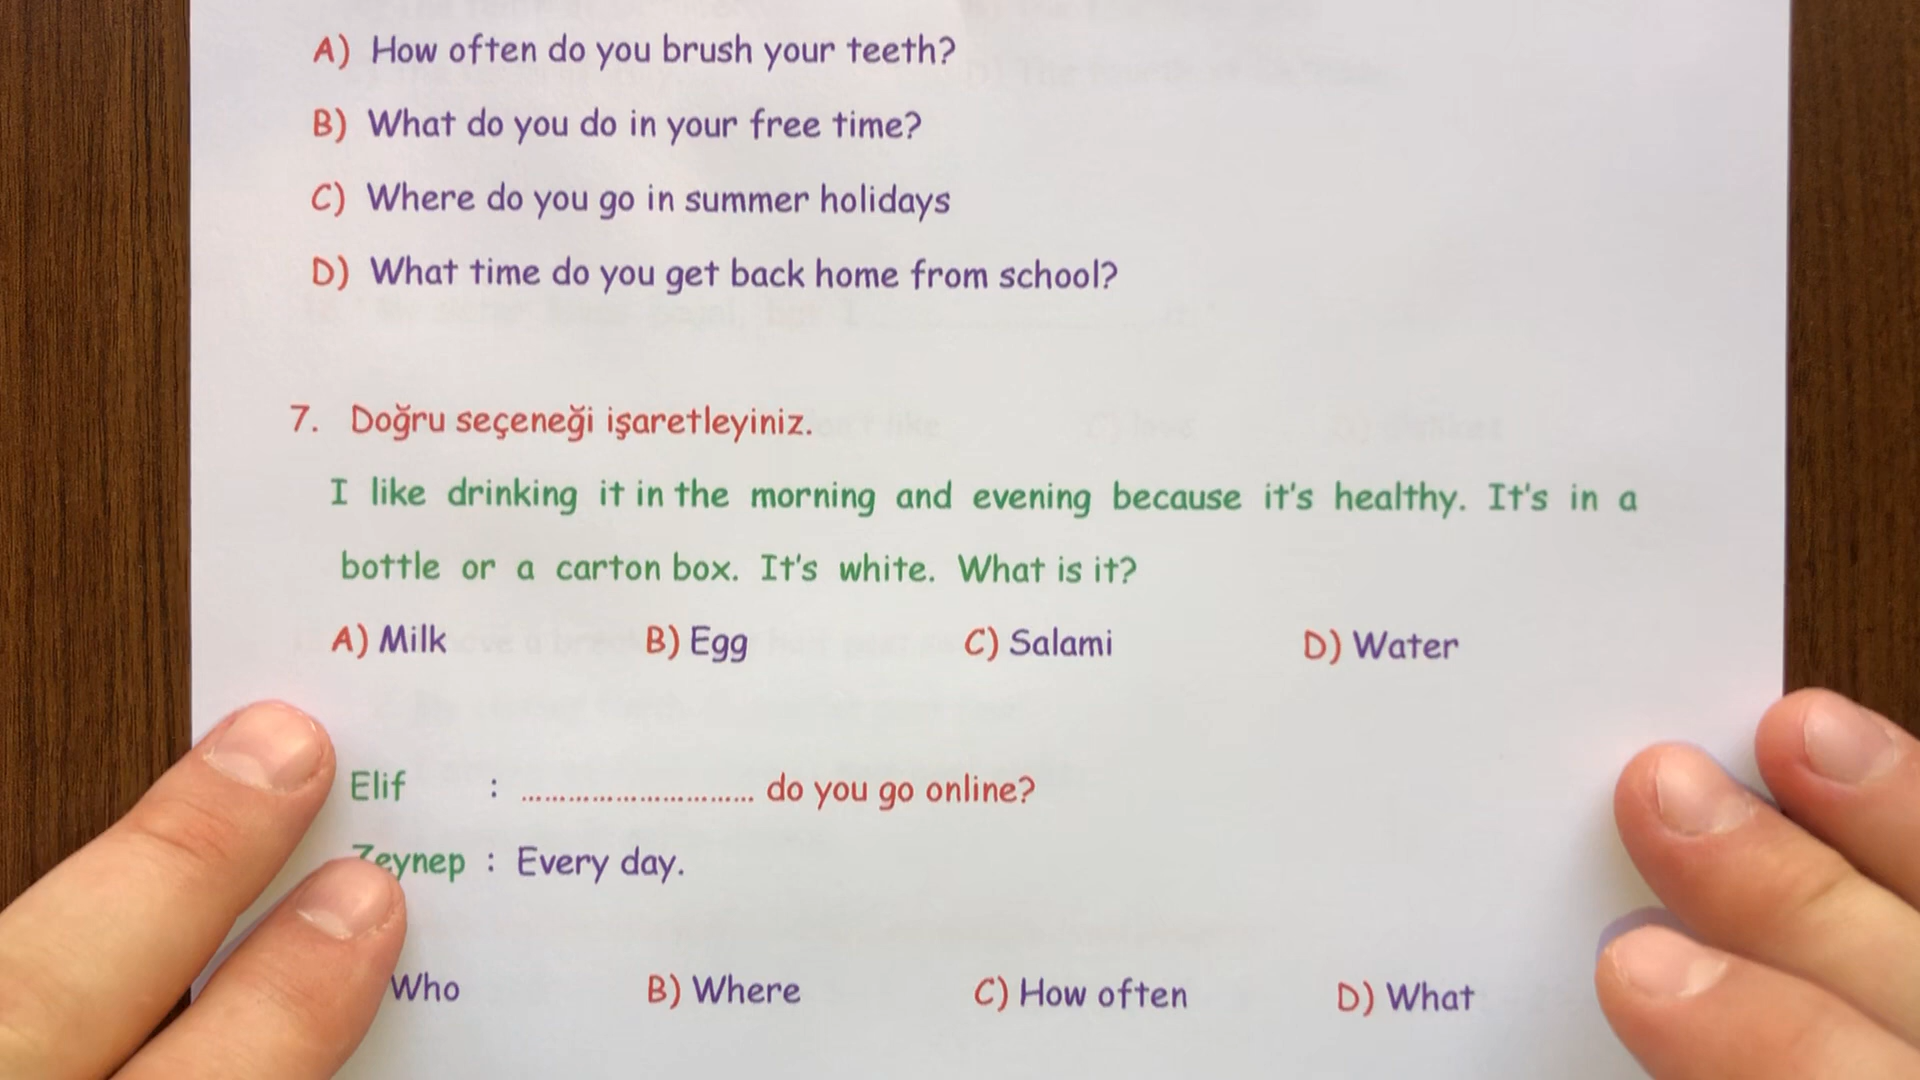 A) How often do you brush your teeth?
B) What do you do in your free time?
C) Where do you go in summer holidays
D) What time do you get back home from school?
7. Doğru seçeneği işaretleyiniz.
I like drinking it in the morning and evening because it's healthy. It's in a
bottle or a carton box. It's white. What is it?
A) Milk B) Egg C) Salami D) Water
Elif : ............................. do you go online?
Zeynep : Every day.
Who B) Where C) How often D) What